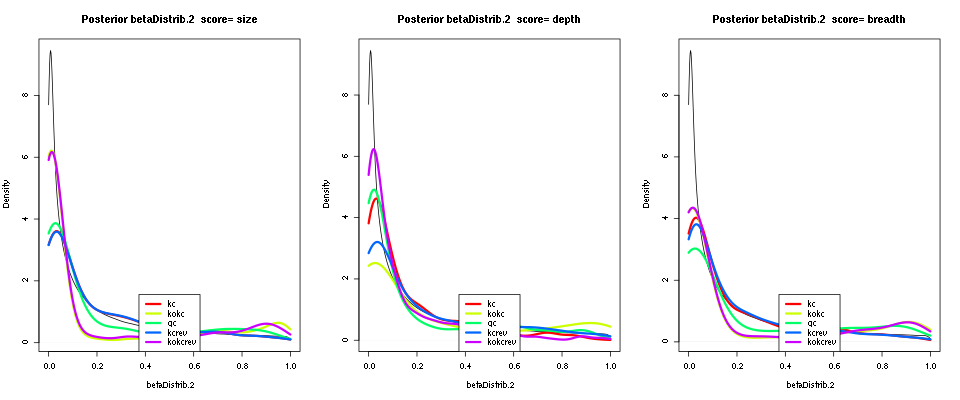 Posterior betaDistrib.2 score= size
Density
0 2 4 6 8
kc
kokc
qc
kcrev
kokcrev
0.0 0.2 0.4 0.6 0.8 1.0
betaDistrib.2
Posterior betaDistrib.2 score= depth
Density
0 2 4 6 8
kc
kokc
qc
kcrev
kokcrev
0.0 0.2 0.4 0.6 0.8 1.0
betaDistrib.2
Posterior betaDistrib.2 score= breadth
Density
0 2 4 6 8
kc
kokc
qc
kcrev
kokcrev
0.0 0.2 0.4 0.6 0.8 1.0
betaDistrib.2